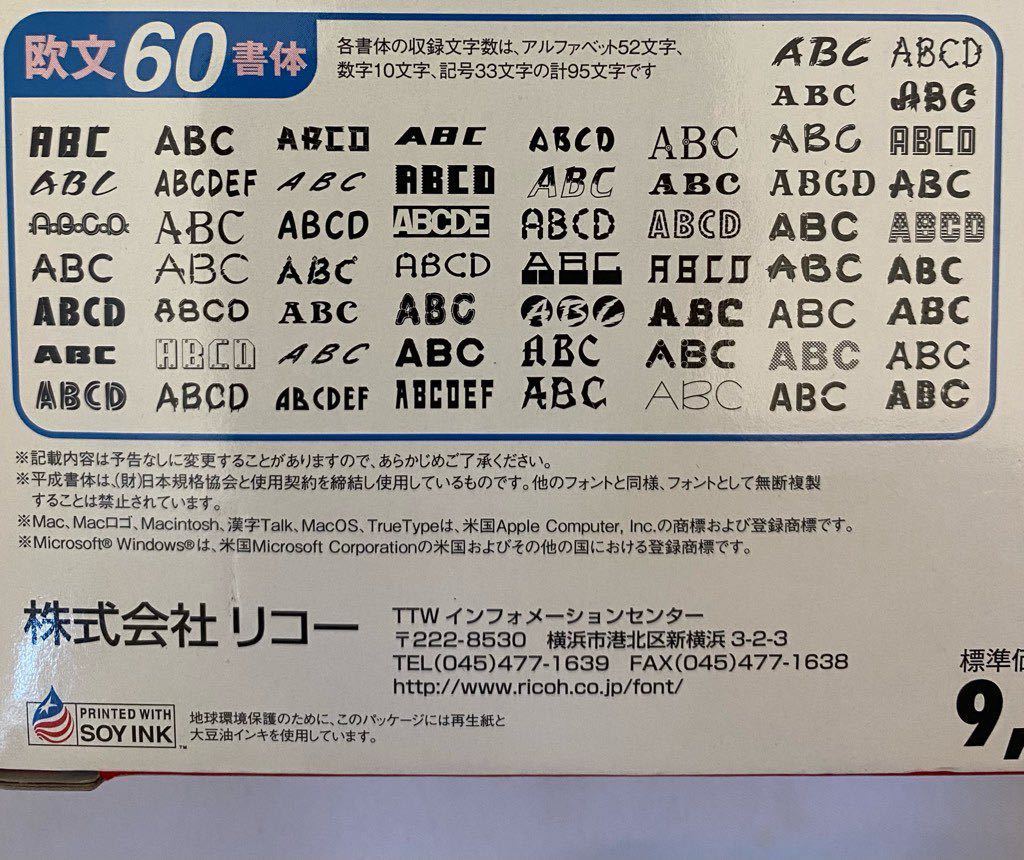 欧文60書体
各書体の収録文字数は、アルファベット52文字、
数字10文字、記号33文字の計95文字です
ABC ABCD
ABC ABC
ABC ABC ABCD ABC ABCD ABC ABC ABCD
ABC ABCDEF ABC ABCD ABC ABC ABCD ABC
ABCD ABC ABCD ABCDE ABCD ABCD ABC ABCD
ABC ABC ABC ABCD ABC ABCD ABC ABC
ABCD ABCD ABC ABC ABC ABC ABC ABC
ABC ABCD ABC ABC ABC ABC ABC ABC
ABCD ABCD ABCDEF ABCDEF ABC ABC ABC ABC
※記載内容は予告なしに変更することがありますので、あらかじめご了承ください。
※平成書体は、(財)日本規格協会と使用契約を締結し使用しているものです。他のフォントと同様、フォントとして無断複製
することは禁止されています。
※Mac、Macロゴ、Macintosh、漢字Talk、MacOS、TrueTypeは、米国Apple Computer, Inc.の商標および登録商標です。
※Microsoft® Windows®は、米国Microsoft Corporationの米国およびその他の国における登録商標です。
株式会社 リコー
TTW インフォメーションセンター
〒222-8530 横浜市港北区新横浜 3-2-3
TEL(045)477-1639 FAX(045)477-1638
http://www.ricoh.co.jp/font/
標準価
9,
PRINTED WITH
SOY INK™
地球環境保護のために、このパッケージには再生紙と
大豆油インキを使用しています。